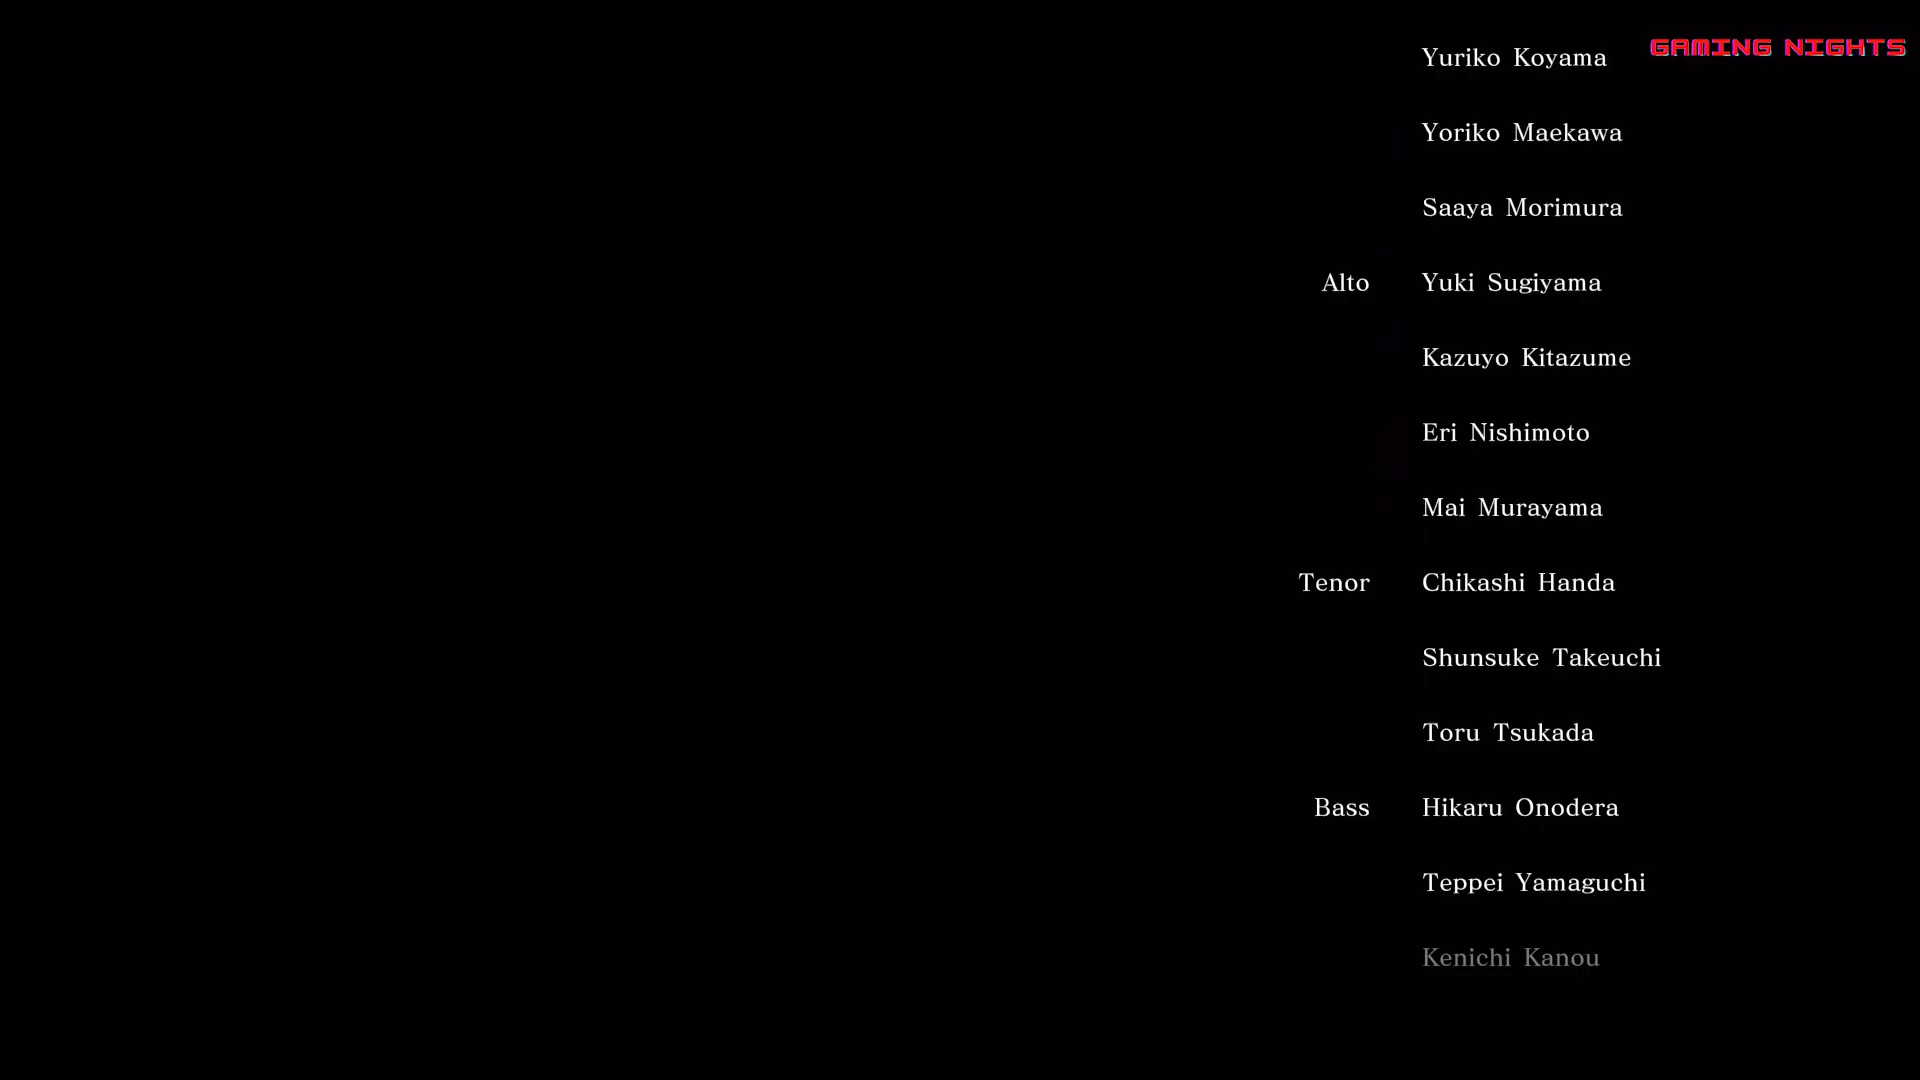 Yuriko Koyama
GAMING NIGHTS
Yoriko Maekawa
Saaya Morimura
Alto Yuki Sugiyama
Kazuyo Kitazume
Eri Nishimoto
Mai Murayama
Tenor Chikashi Handa
Shunsuke Takeuchi
Toru Tsukada
Bass Hikaru Onodera
Teppei Yamaguchi
Kenichi Kanou